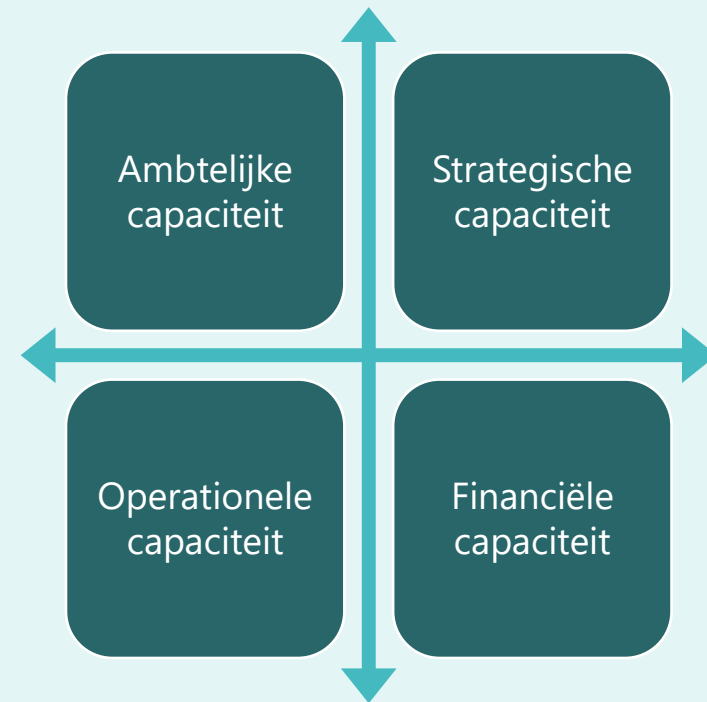 Ambtelijke
capaciteit
Strategische
capaciteit
Operationele
capaciteit
Financiële
capaciteit